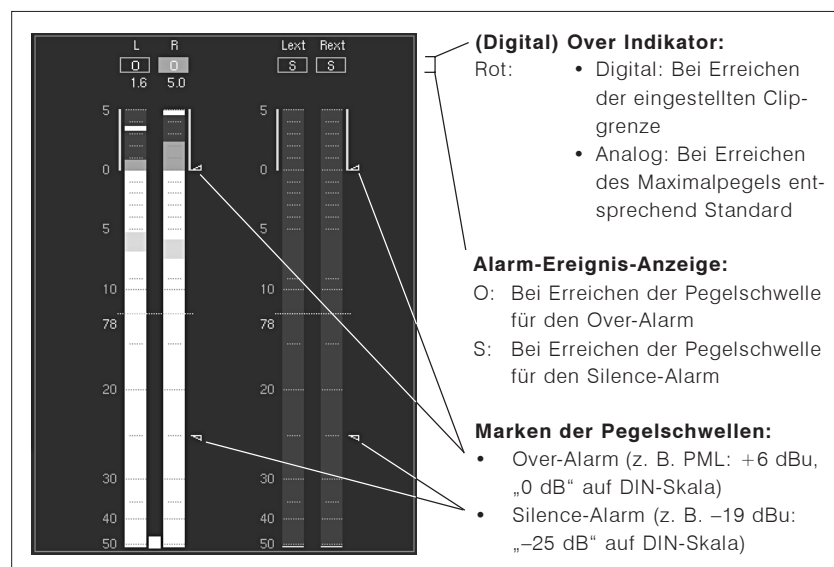 L R Lext Rext
O O S S
1.6 5.0
5 5
0 0
5 5
10 10
78 78
20 20
30 30
40 40
50 50
(Digital) Over Indikator:
Rot: • Digital: Bei Erreichen
der eingestellten Clip-
grenze
• Analog: Bei Erreichen
des Maximalpegels ent-
sprechend Standard
Alarm-Ereignis-Anzeige:
O: Bei Erreichen der Pegelschwelle
für den Over-Alarm
S: Bei Erreichen der Pegelschwelle
für den Silence-Alarm
Marken der Pegelschwellen:
• Over-Alarm (z. B. PML: +6 dBu,
„0 dB“ auf DIN-Skala)
• Silence-Alarm (z. B. –19 dBu:
„–25 dB“ auf DIN-Skala)